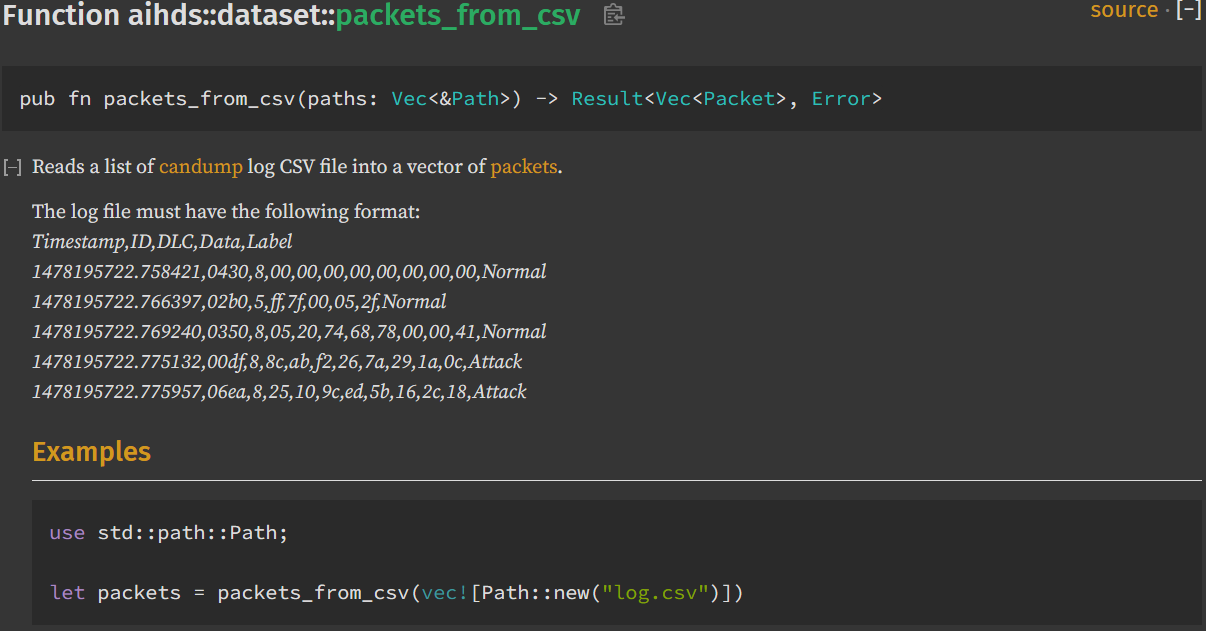 Function aihds::dataset::packets_from_csv source · [-]
pub fn packets_from_csv(paths: Vec<&Path>) -> Result<Vec<Packet>, Error>
[-] Reads a list of candump log CSV file into a vector of packets.
The log file must have the following format:
Timestamp,ID,DLC,Data,Label
1478195722.758421,0430,8,00,00,00,00,00,00,00,00,Normal
1478195722.766397,02b0,5,ff,7f,00,05,2f,Normal
1478195722.769240,0350,8,05,20,74,68,78,00,00,41,Normal
1478195722.775132,00df,8,8c,ab,f2,26,7a,29,1a,0c,Attack
1478195722.775957,06ea,8,25,10,9c,ed,5b,16,2c,18,Attack
Examples
use std::path::Path;
let packets = packets_from_csv(vec![Path::new("log.csv")])